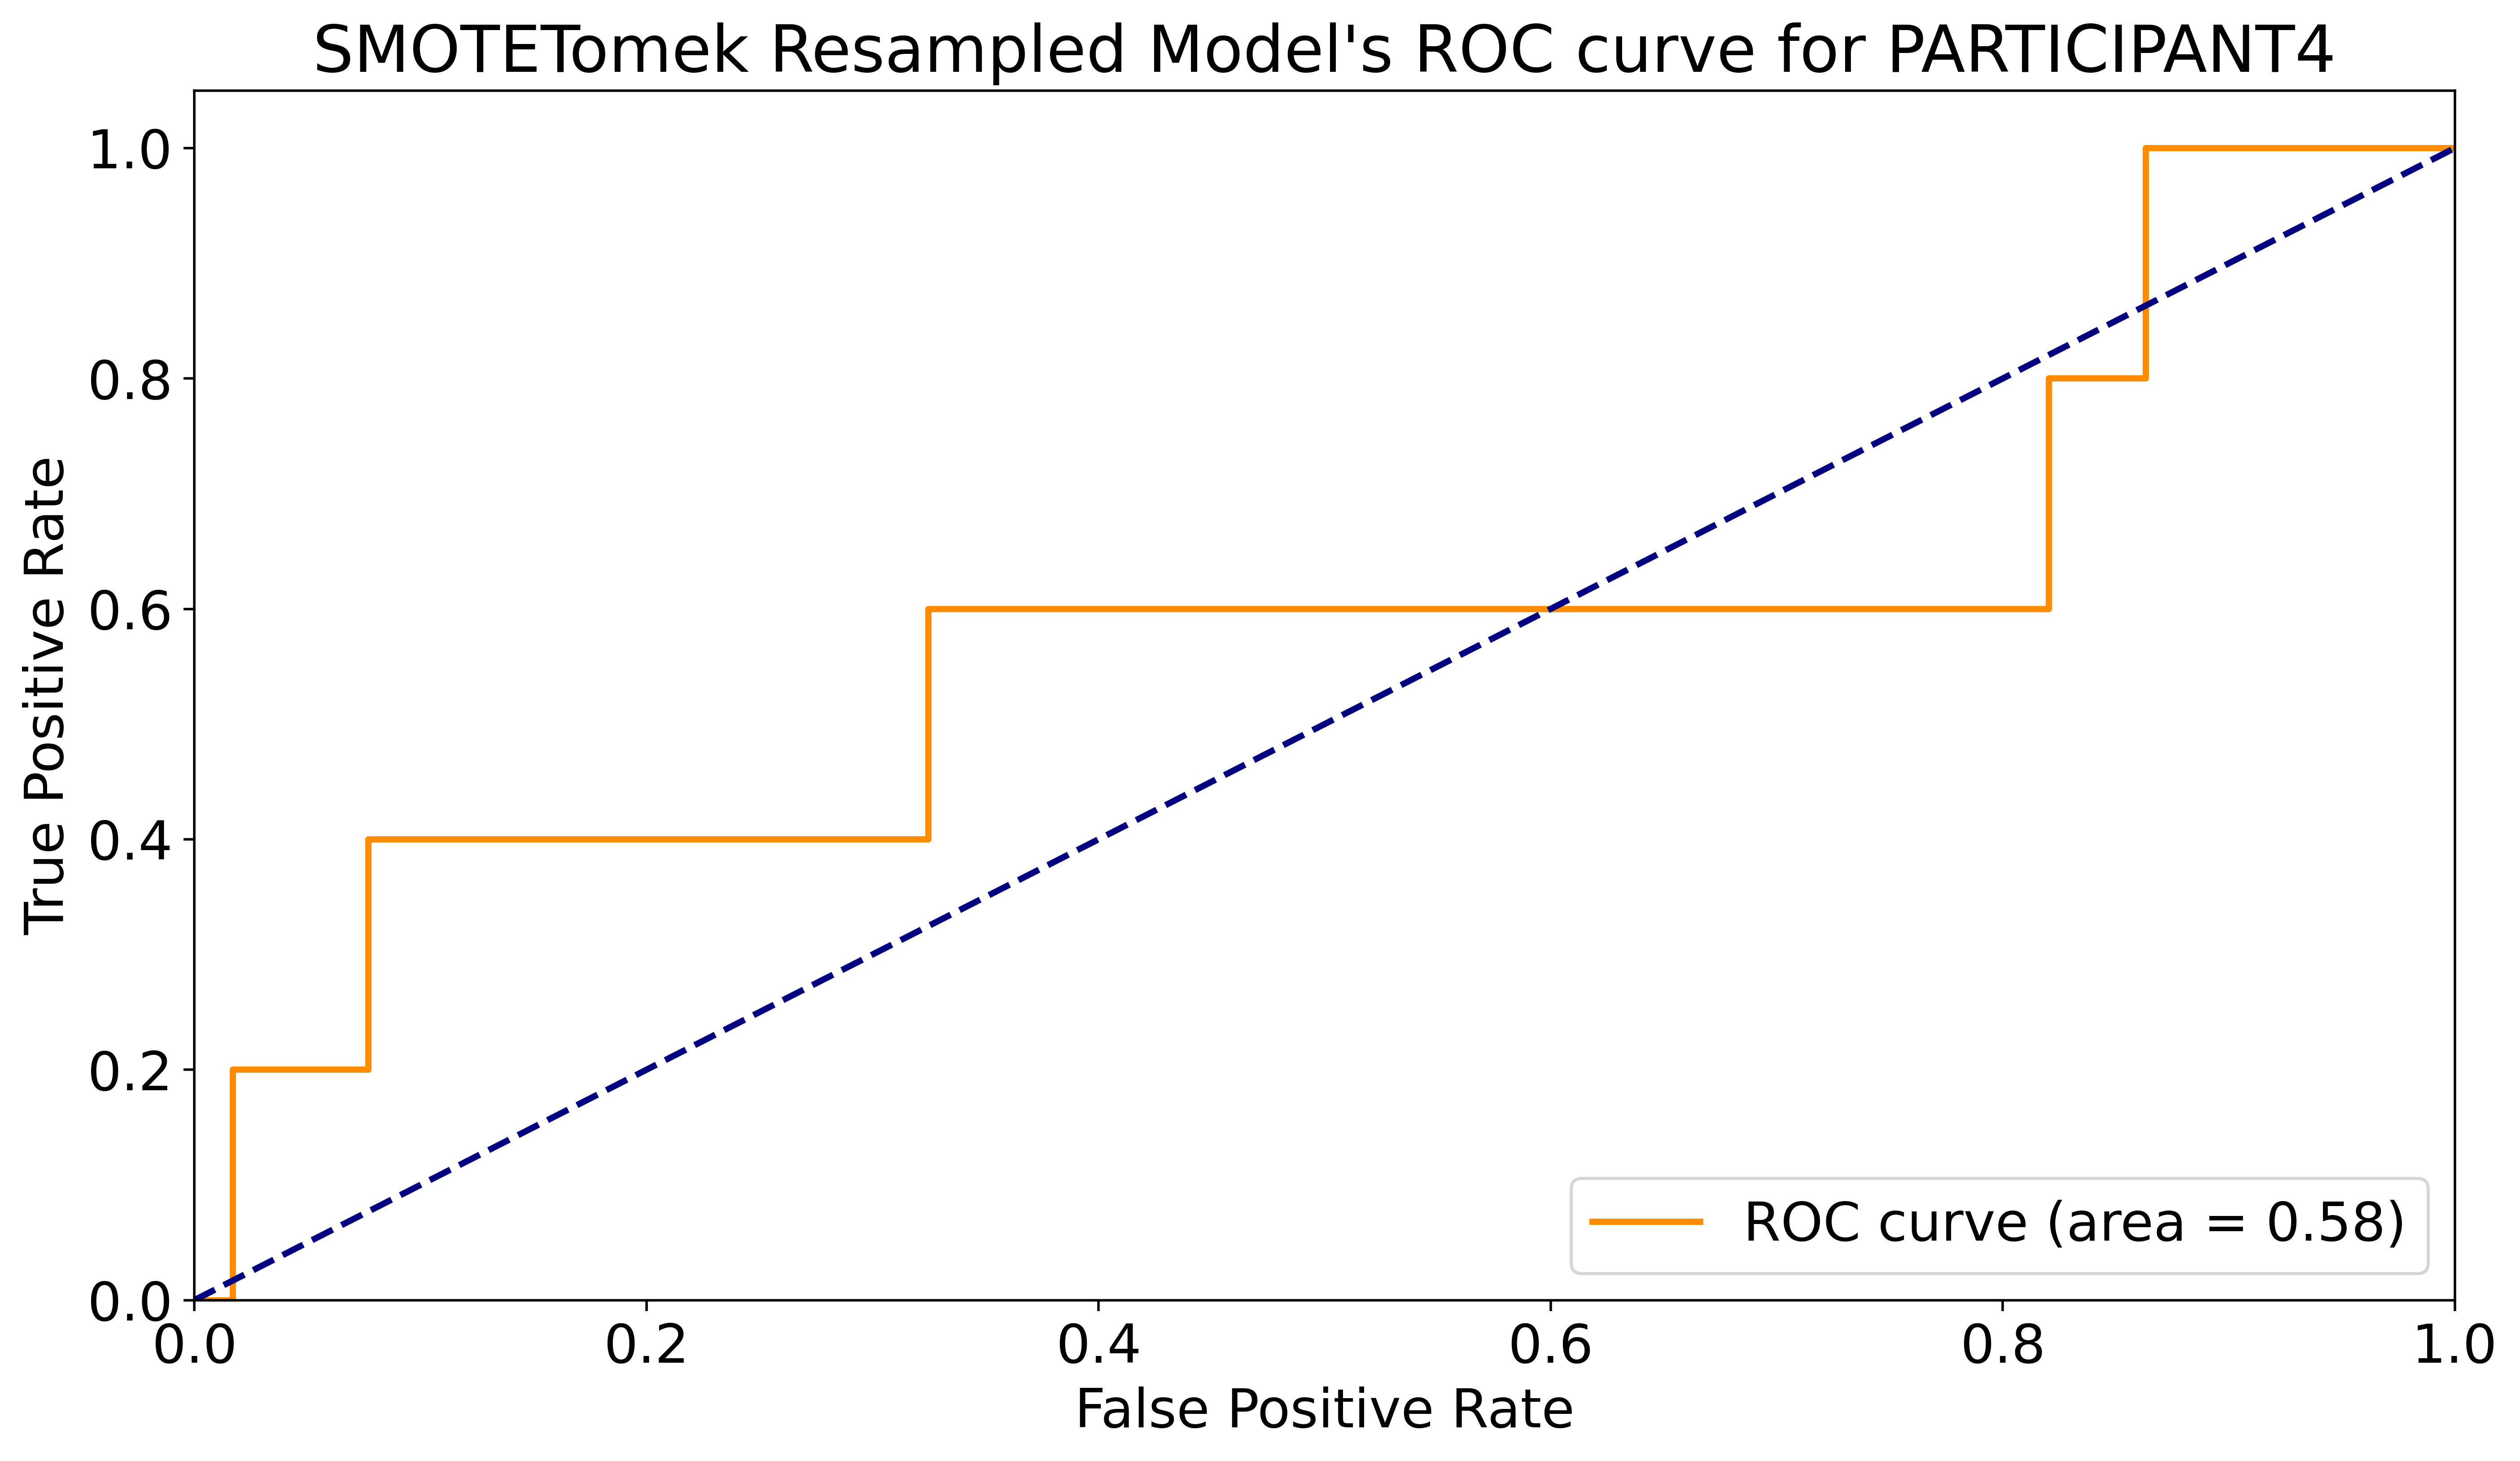 SMOTETomek Resampled Model's ROC curve for PARTICIPANT4
True Positive Rate
1.0
0.8
0.6
0.4
0.2
0.0
ROC curve (area = 0.58)
0.0 0.2 0.4 0.6 0.8 1.0
False Positive Rate